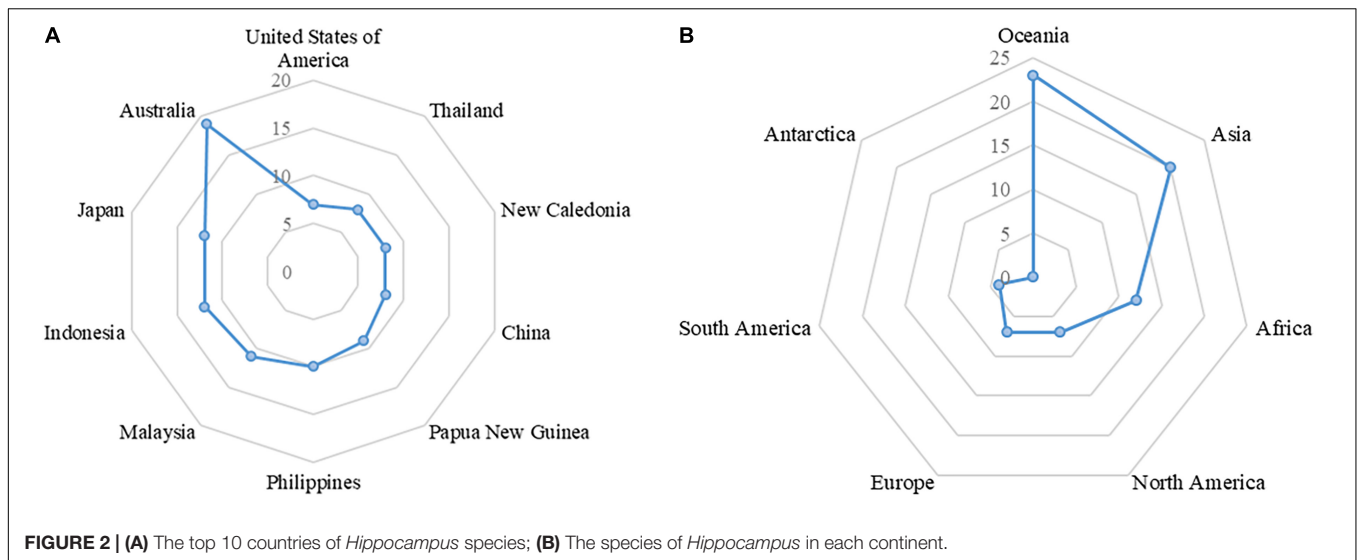 A
United States of
America
20
15
10
5
0
Thailand
New Caledonia
China
Papua New Guinea
Philippines
Malaysia
Indonesia
Japan
Australia
B
Oceania
25
20
15
10
5
0
Asia
Africa
North America
Europe
South America
Antarctica
FIGURE 2 | (A) The top 10 countries of Hippocampus species; (B) The species of Hippocampus in each continent.